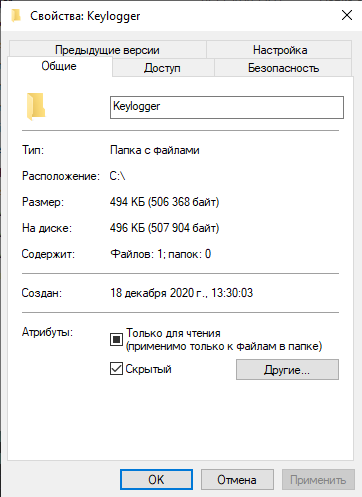 Свойства: Keylogger
Предыдущие версии
Настройка
Общие
Доступ
Безопасность
Keylogger
Тип: Папка с файлами
Расположение: C:\
Размер: 494 КБ (506 368 байт)
На диске: 496 КБ (507 904 байт)
Содержит: Файлов: 1; папок: 0
Создан: 18 декабря 2020 г., 13:30:03
Атрибуты: Только для чтения
(применимо только к файлам в папке)
Скрытый
Другие...
OK
Отмена
Применить